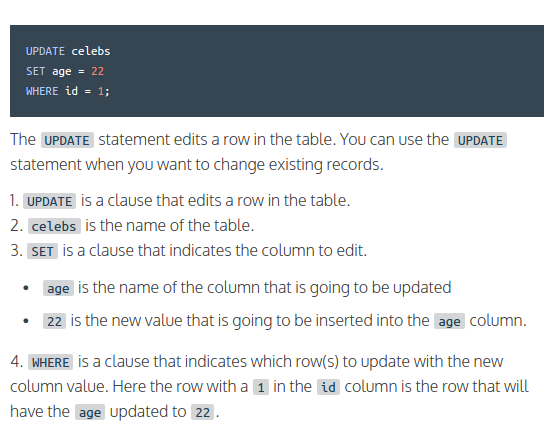 UPDATE celebs
SET age = 22
WHERE id = 1;
The UPDATE statement edits a row in the table. You can use the UPDATE
statement when you want to change existing records.
1. UPDATE is a clause that edits a row in the table.
2. celebs is the name of the table.
3. SET is a clause that indicates the column to edit.
• age is the name of the column that is going to be updated
• 22 is the new value that is going to be inserted into the age column.
4. WHERE is a clause that indicates which row(s) to update with the new
column value. Here the row with a 1 in the id column is the row that will
have the age updated to 22.